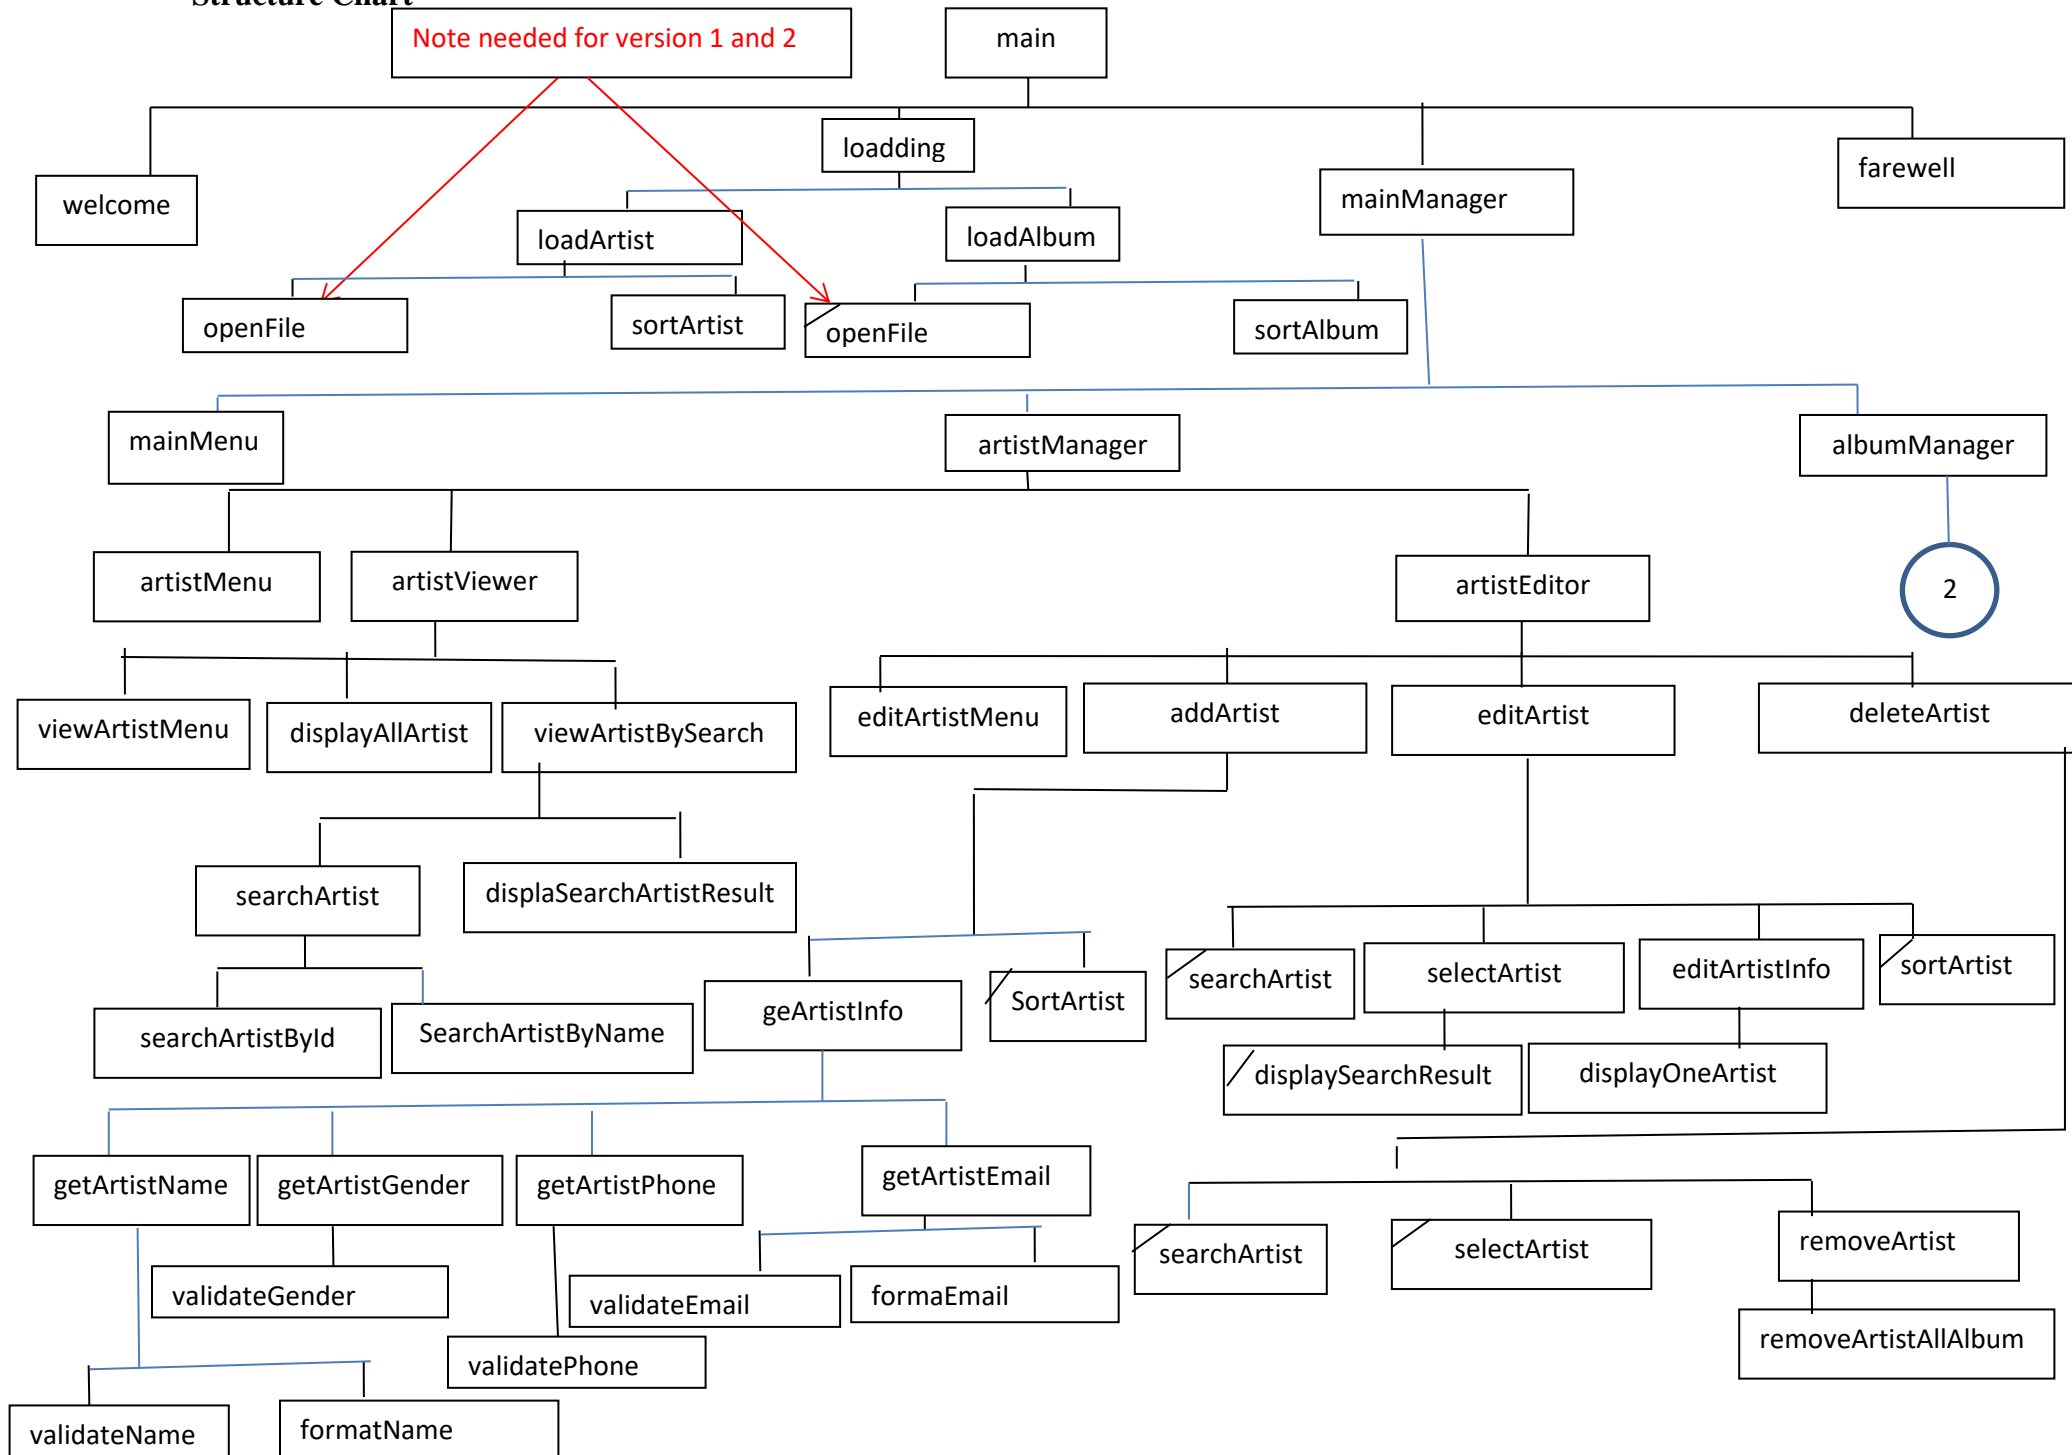 Structure Chart
Note needed for version 1 and 2
main
loadding
farewell
welcome
mainManager
loadArtist
loadAlbum
openFile
sortArtist
openFile
sortAlbum
mainMenu
artistManager
albumManager
artistMenu
artistViewer
artistEditor
2
viewArtistMenu
displayAllArtist
viewArtistBySearch
editArtistMenu
addArtist
editArtist
deleteArtist
searchArtist
displaSearchArtistResult
searchArtist
selectArtist
editArtistInfo
sortArtist
geArtistInfo
SortArtist
searchArtistById
SearchArtistByName
displaySearchResult
displayOneArtist
getArtistName
getArtistGender
getArtistPhone
getArtistEmail
searchArtist
selectArtist
removeArtist
validateGender
validateEmail
formaEmail
validatePhone
removeArtistAllAlbum
validateName
formatName